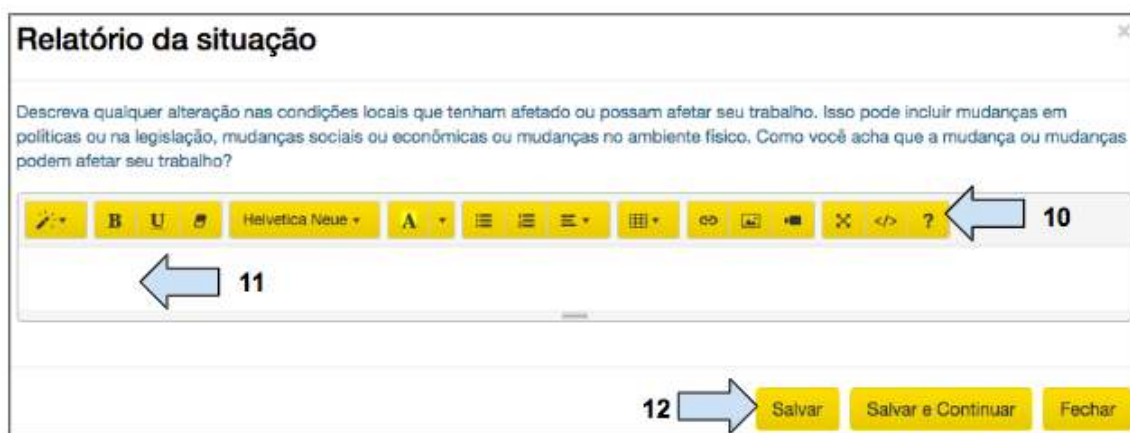 Relatório da situação
×
Descreva qualquer alteração nas condições locais que tenham afetado ou possam afetar seu trabalho. Isso pode incluir mudanças em
políticas ou na legislação, mudanças sociais ou econômicas ou mudanças no ambiente físico. Como você acha que a mudança ou mudanças
podem afetar seu trabalho?
B U Helvetica Neue A </> ? 10
11
12 Salvar Salvar e Continuar Fechar